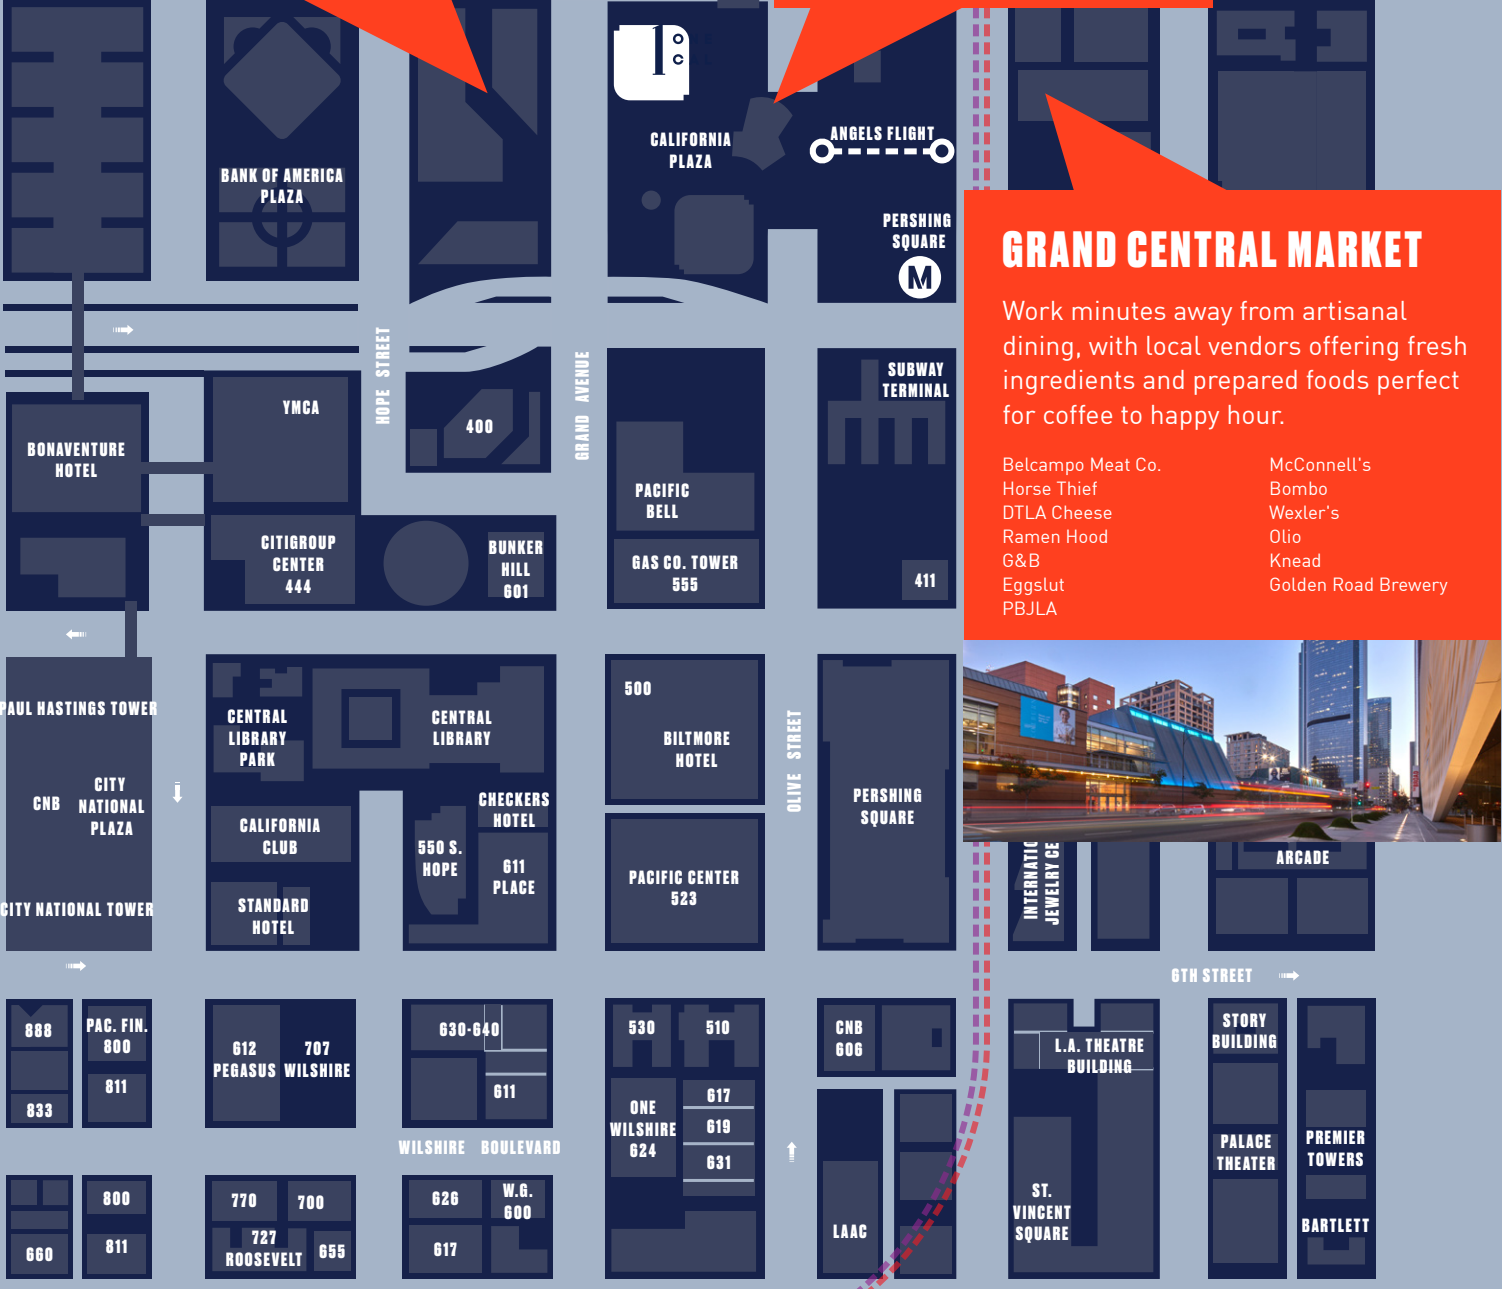 1
O
C
CALIFORNIA
PLAZA
ANGELS FLIGHT
BANK OF AMERICA
PLAZA
PERSHING
SQUARE
M
GRAND CENTRAL MARKET
Work minutes away from artisanal
dining, with local vendors offering fresh
ingredients and prepared foods perfect
for coffee to happy hour.
Belcampo Meat Co.
Horse Thief
DTLA Cheese
Ramen Hood
G&B
Eggslut
PBJLA
McConnell's
Bombo
Wexler's
Olio
Knead
Golden Road Brewery
HOPE STREET
GRAND AVENUE
SUBWAY
TERMINAL
YMCA
400
BONAVENTURE
HOTEL
PACIFIC
BELL
CITIGROUP
CENTER
444
BUNKER
HILL
601
GAS CO. TOWER
555
411
PAUL HASTINGS TOWER
CENTRAL
LIBRARY
PARK
CENTRAL
LIBRARY
500
BILTMORE
HOTEL
OLIVE STREET
CNB
CITY
NATIONAL
PLAZA
CHECKERS
HOTEL
PERSHING
SQUARE
CALIFORNIA
CLUB
550 S.
HOPE
611
PLACE
PACIFIC CENTER
523
CITY NATIONAL TOWER
STANDARD
HOTEL
INTERNATIO
JEWELRY CE
ARCADE
6TH STREET
888
PAC. FIN.
800
811
833
612
PEGASUS
707
WILSHIRE
630-640
611
530
510
ONE
WILSHIRE
624
617
619
631
CNB
606
L.A. THEATRE
BUILDING
STORY
BUILDING
PALACE
THEATER
PREMIER
TOWERS
WILSHIRE BOULEVARD
800
811
660
770
700
727
ROOSEVELT
655
626
W.G.
600
617
LAAC
ST.
VINCENT
SQUARE
BARTLETT